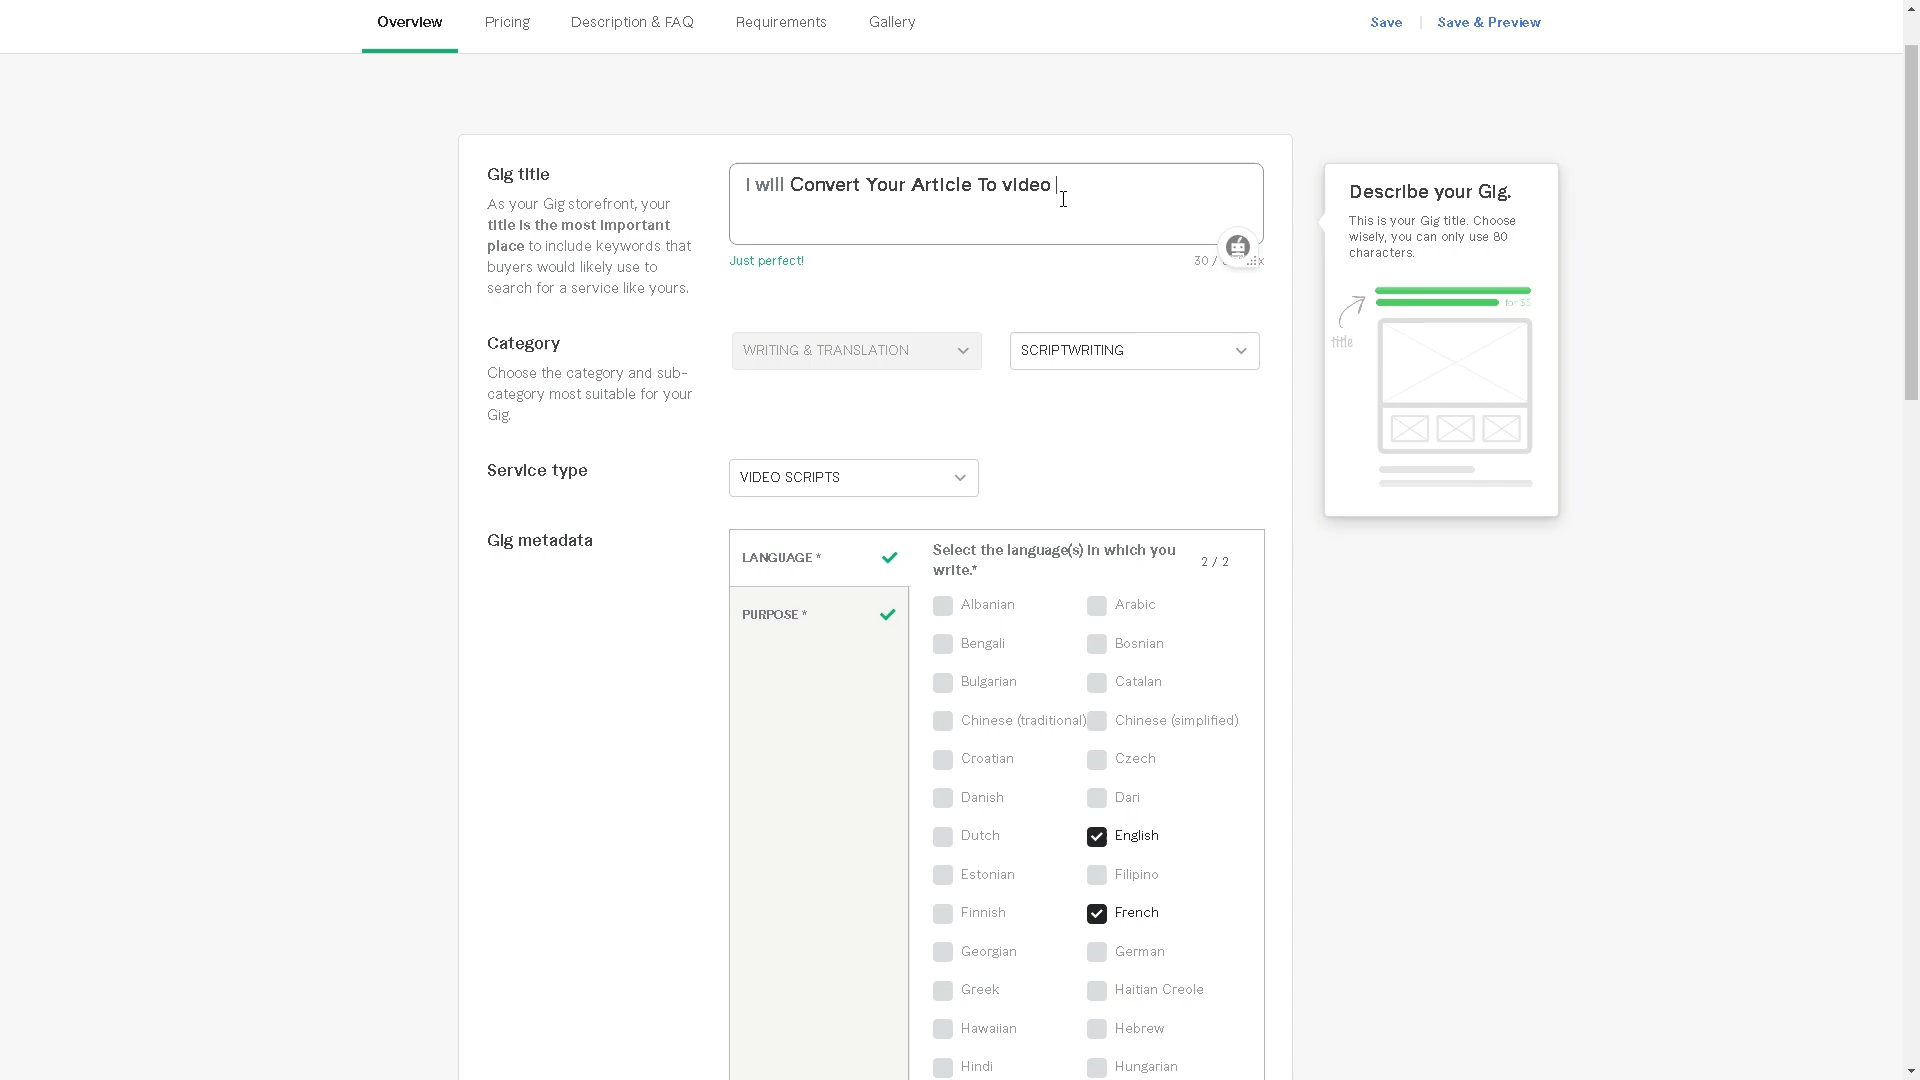 Overview Pricing Description & FAQ Requirements Gallery Save Save & Preview
Gig title
As your Gig storefront, your
title is the most important
place to include keywords that
buyers would likely use to
search for a service like yours.
I will Convert Your Article To video
Just perfect!
30 /
Describe your Gig.
This is your Gig title. Choose
wisely, you can only use 80
characters.
for $5
title
Category
Choose the category and sub-
category most suitable for your
Gig.
WRITING & TRANSLATION
SCRIPTWRITING
Service type
VIDEO SCRIPTS
Gig metadata
LANGUAGE *
PURPOSE *
Select the language(s) in which you
write.*
2 / 2
Albanian Arabic
Bengali Bosnian
Bulgarian Catalan
Chinese (traditional) Chinese (simplified)
Croatian Czech
Danish Dari
Dutch English
Estonian Filipino
Finnish French
Georgian German
Greek Haitian Creole
Hawaiian Hebrew
Hindi Hungarian